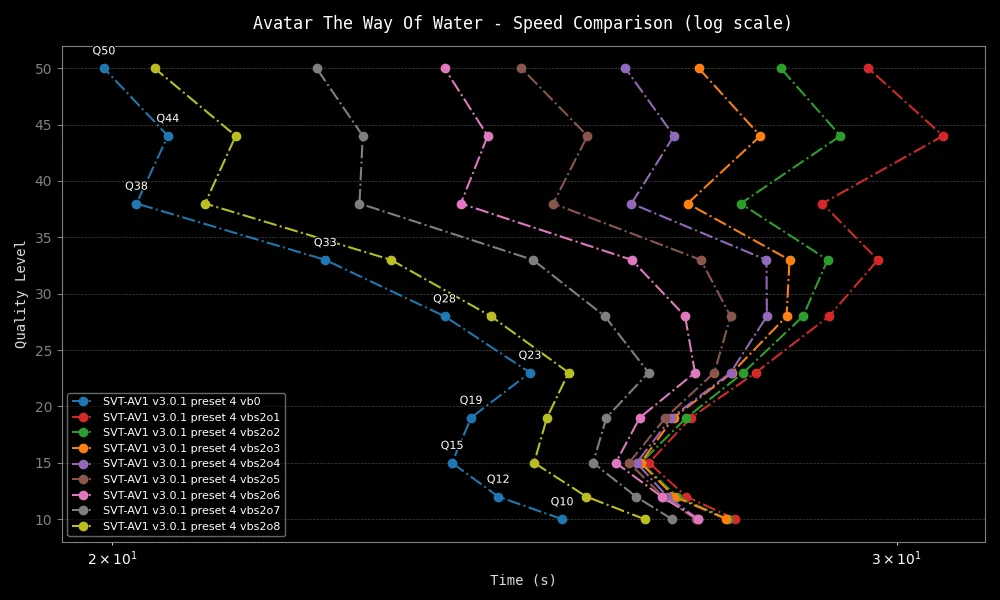 Avatar The Way Of Water - Speed Comparison (log scale)
Quality Level
50
45
40
35
30
25
20
15
10
Q50
Q44
Q38
Q33
Q28
Q23
Q19
Q15
Q12
Q10
SVT-AV1 v3.0.1 preset 4 vb0
SVT-AV1 v3.0.1 preset 4 vbs2o1
SVT-AV1 v3.0.1 preset 4 vbs2o2
SVT-AV1 v3.0.1 preset 4 vbs2o3
SVT-AV1 v3.0.1 preset 4 vbs2o4
SVT-AV1 v3.0.1 preset 4 vbs2o5
SVT-AV1 v3.0.1 preset 4 vbs2o6
SVT-AV1 v3.0.1 preset 4 vbs2o7
SVT-AV1 v3.0.1 preset 4 vbs2o8
2 × 10¹
3 × 10¹
Time (s)